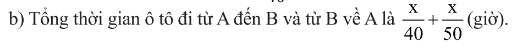 b) Tổng thời gian ô tô đi từ A đến B và từ B về A là x/40 + x/50 (giờ).